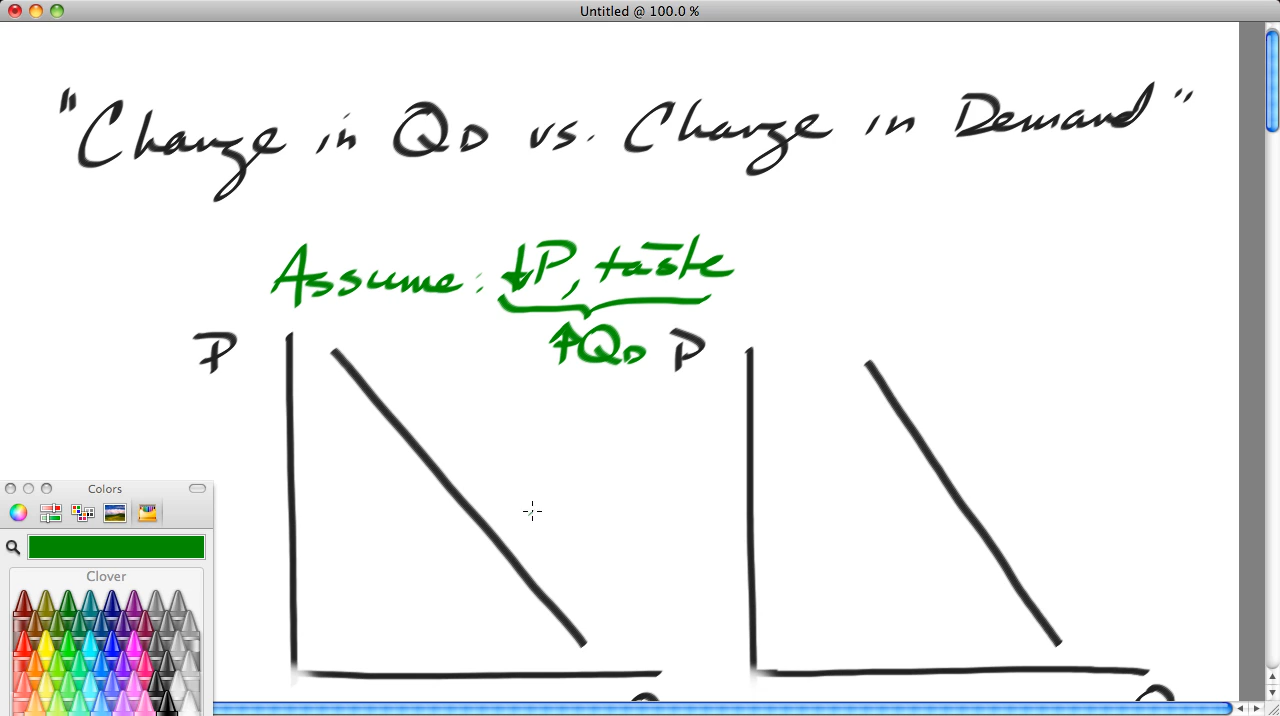 Untitled @ 100.0 %
"Change in QD vs. Change in Demand"
Assume: ↓P, taste
↑QD
P
P
Colors
Clover